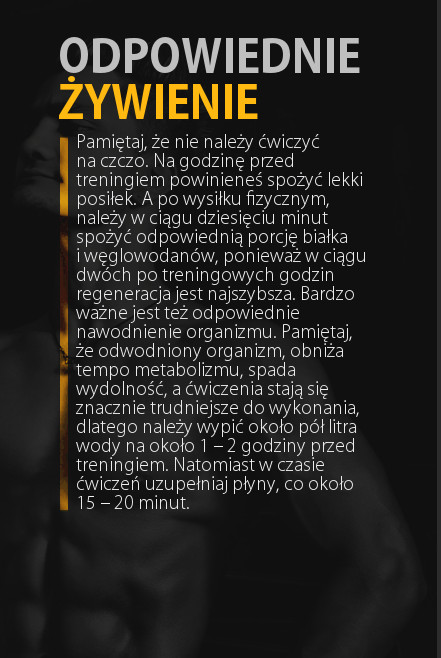 ODPOWIEDNIE
ŻYWIENIE
Pamiętaj, że nie należy ćwiczyć
na czczo. Na godzinę przed
treningiem powinieneś spożyć lekki
posiłek. A po wysiłku fizycznym,
należy w ciągu dziesięciu minut
spożyć odpowiednią porcję białka
i węglowodanów, ponieważ w ciągu
dwóch po treningowych godzin
regeneracja jest najszybsza. Bardzo
ważne jest też odpowiednie
nawodnienie organizmu. Pamiętaj,
że odwodniony organizm, obniża
tempo metabolizmu, spada
wydolność, a ćwiczenia stają się
znacznie trudniejsze do wykonania,
dlatego należy wypić około pół litra
wody na około 1 – 2 godziny przed
treningiem. Natomiast w czasie
ćwiczeń uzupełniaj płyny, co około
15 – 20 minut.